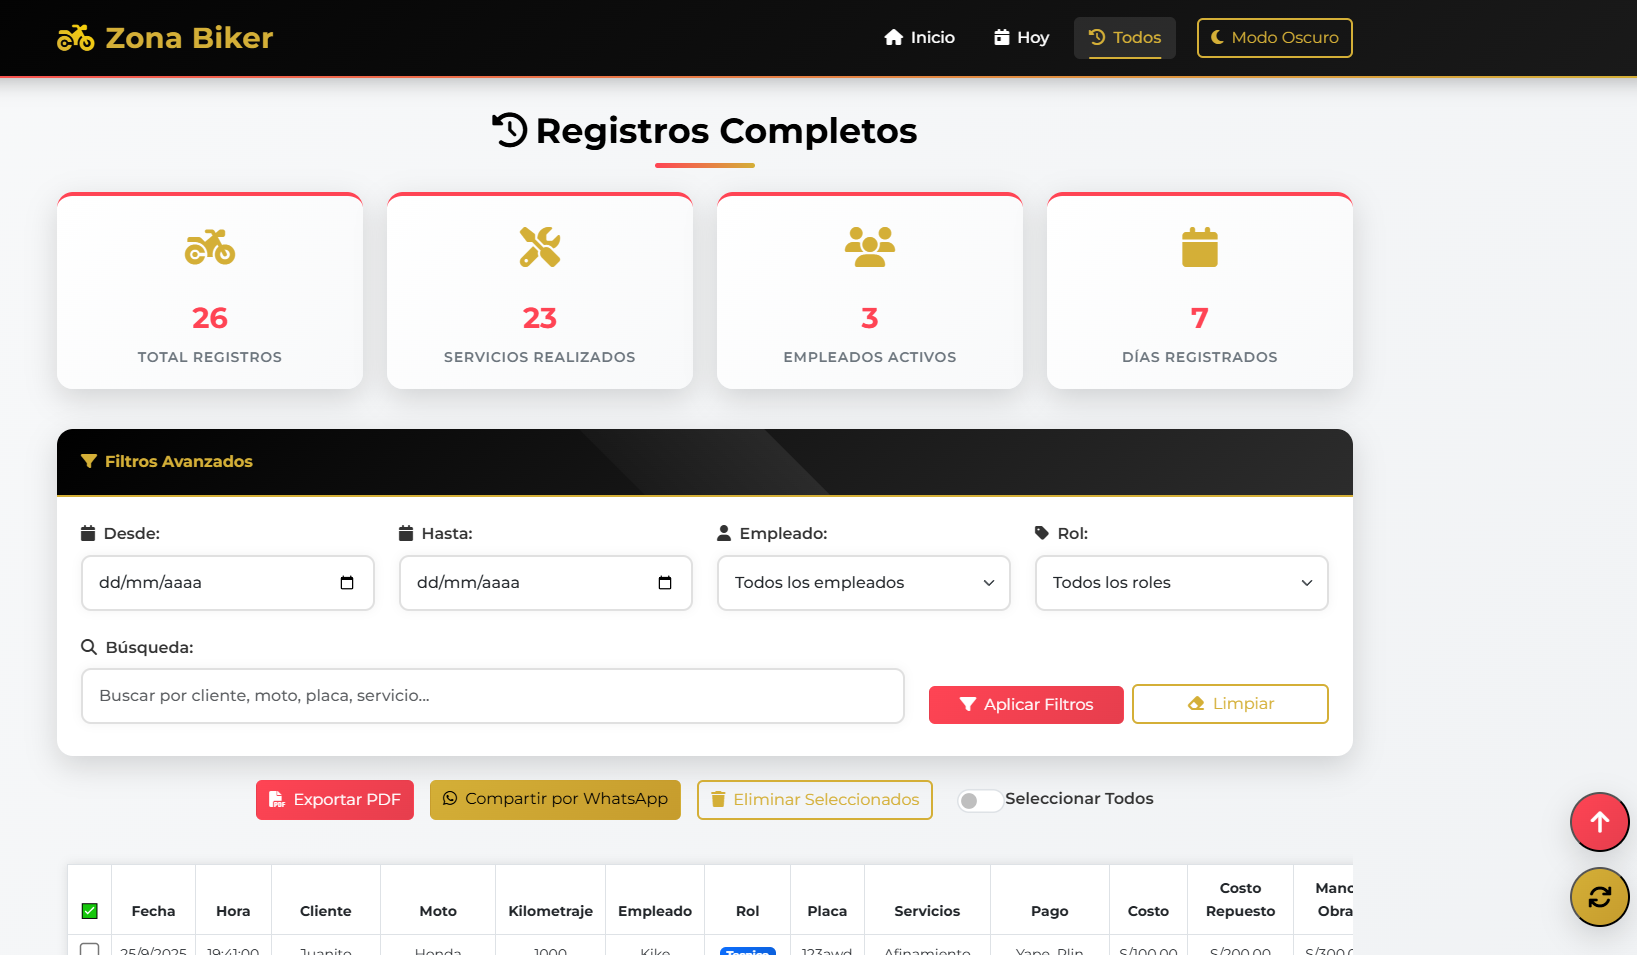 Zona Biker
Inicio
Hoy
Todos
Modo Oscuro
Registros Completos
26
TOTAL REGISTROS
23
SERVICIOS REALIZADOS
3
EMPLEADOS ACTIVOS
7
DÍAS REGISTRADOS
Filtros Avanzados
Desde:
Hasta:
Empleado:
Rol:
dd/mm/aaaa
dd/mm/aaaa
Todos los empleados
Todos los roles
Búsqueda:
Buscar por cliente, moto, placa, servicio...
Aplicar Filtros
Limpiar
Exportar PDF
Compartir por WhatsApp
Eliminar Seleccionados
Seleccionar Todos
Fecha Hora Cliente Moto Kilometraje Empleado Rol Placa Servicios Pago Costo Costo Repuesto Mano Obra
25/9/2025 19:41:00 Juanito Honda 1000 Kike Tecnico 123awd Afinamiento Yape, Plin S/100.00 S/200.00 S/300.0